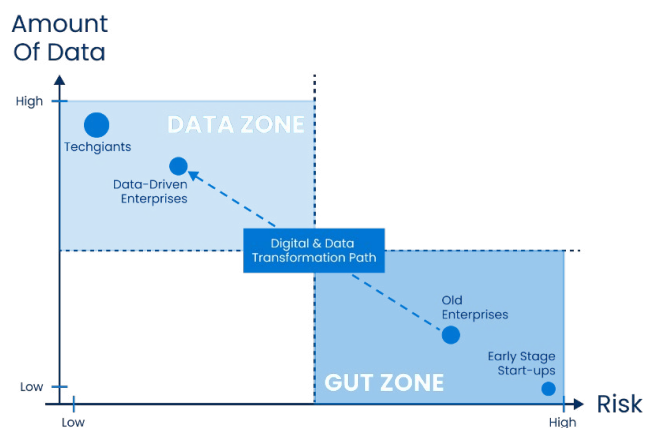 Amount
Of Data
High
DATA ZONE
Techgiants
Data-Driven
Enterprises
Digital & Data
Transformation Path
Old
Enterprises
Early Stage
Start-ups
GUT ZONE
Low
Risk
Low
High